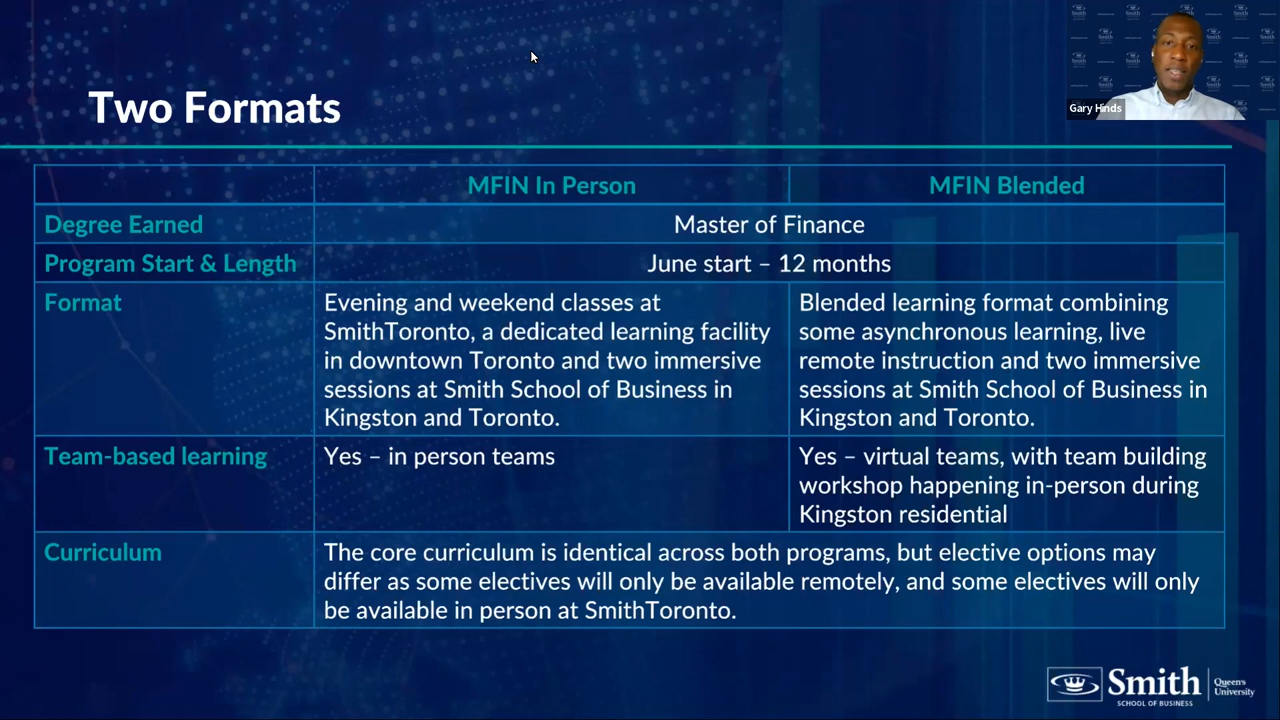 Two Formats
Gary Hinds
MFIN In Person
MFIN Blended
Degree Earned
Master of Finance
Program Start & Length
June start – 12 months
Format
Evening and weekend classes at
SmithToronto, a dedicated learning facility
in downtown Toronto and two immersive
sessions at Smith School of Business in
Kingston and Toronto.
Blended learning format combining
some asynchronous learning, live
remote instruction and two immersive
sessions at Smith School of Business in
Kingston and Toronto.
Team-based learning
Yes – in person teams
Yes – virtual teams, with team building
workshop happening in-person during
Kingston residential
Curriculum
The core curriculum is identical across both programs, but elective options may
differ as some electives will only be available remotely, and some electives will only
be available in person at SmithToronto.
Smith
SCHOOL OF BUSINESS
Queen's
University